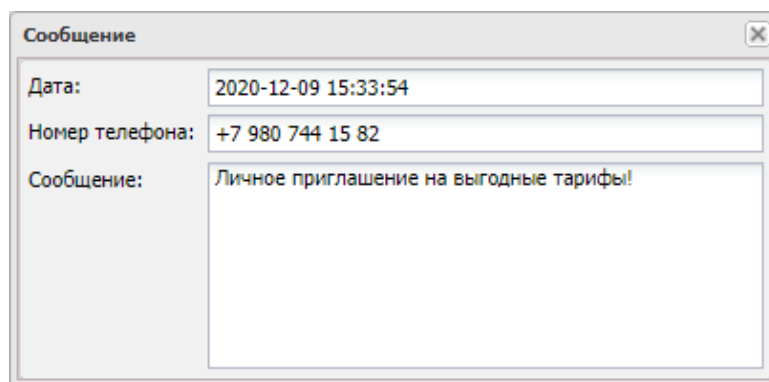 Сообщение
Дата: 2020-12-09 15:33:54
Номер телефона: +7 980 744 15 82
Сообщение: Личное приглашение на выгодные тарифы!